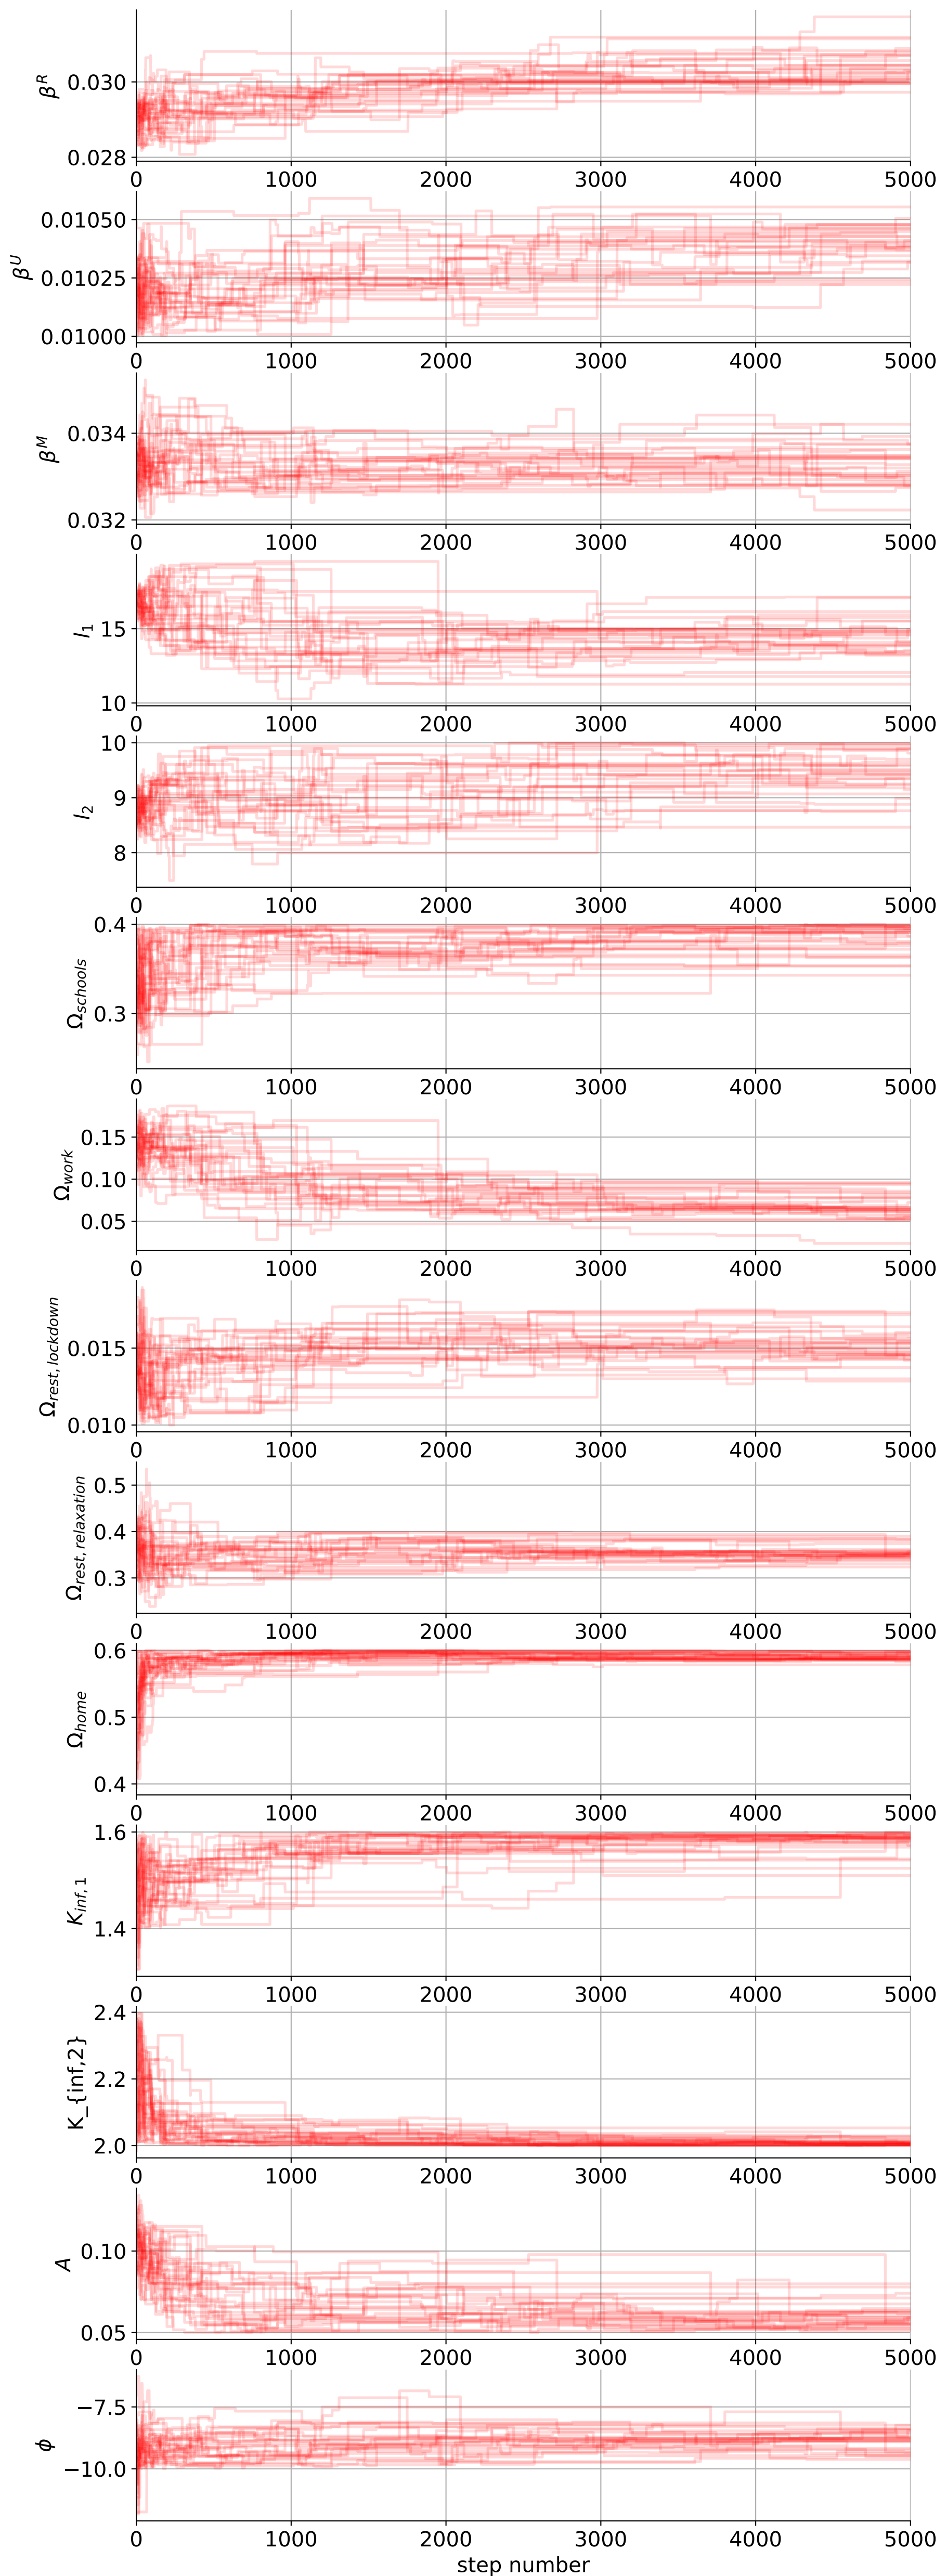 β^R
0.030
0.028
0 1000 2000 3000 4000 5000
β^U
0.01050
0.01025
0.01000
0 1000 2000 3000 4000 5000
β^M
0.034
0.032
0 1000 2000 3000 4000 5000
l_1
15
10
0 1000 2000 3000 4000 5000
l_2
10
9
8
0 1000 2000 3000 4000 5000
Ω_schools
0.4
0.3
0 1000 2000 3000 4000 5000
Ω_work
0.15
0.10
0.05
0 1000 2000 3000 4000 5000
Ω_rest, lockdown
0.015
0.010
0 1000 2000 3000 4000 5000
Ω_rest, relaxation
0.5
0.4
0.3
0 1000 2000 3000 4000 5000
Ω_home
0.6
0.5
0.4
0 1000 2000 3000 4000 5000
K_inf, 1
1.6
1.4
0 1000 2000 3000 4000 5000
K_{inf,2}
2.4
2.2
2.0
0 1000 2000 3000 4000 5000
A
0.10
0.05
0 1000 2000 3000 4000 5000
ϕ
−7.5
−10.0
0 1000 2000 3000 4000 5000
step number